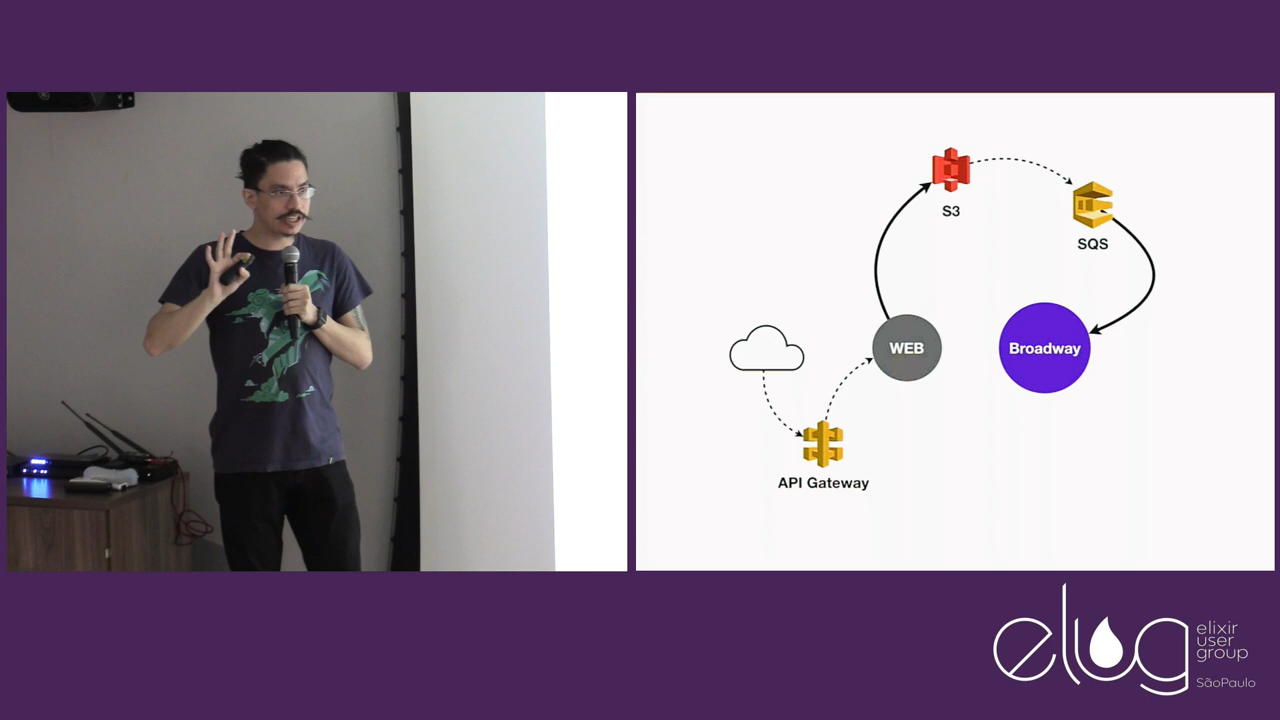 S3
SQS
WEB
Broadway
API Gateway
elug
elixir
user
group
SãoPaulo